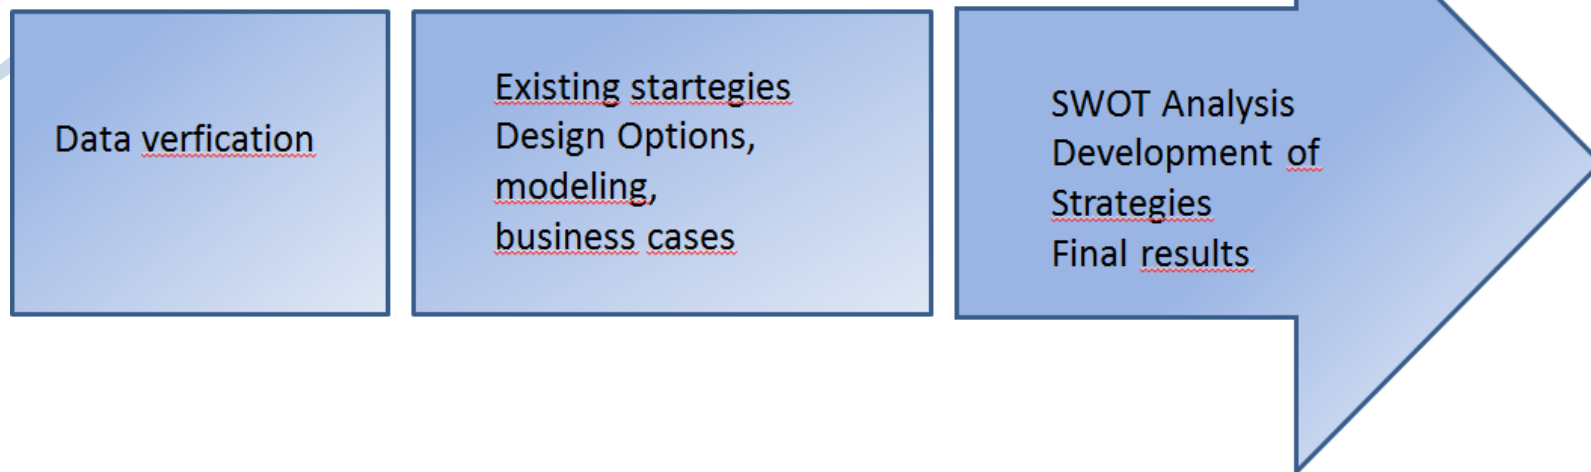 Data verfication
Existing startegies
Design Options,
modeling,
business cases
SWOT Analysis
Development of
Strategies
Final results